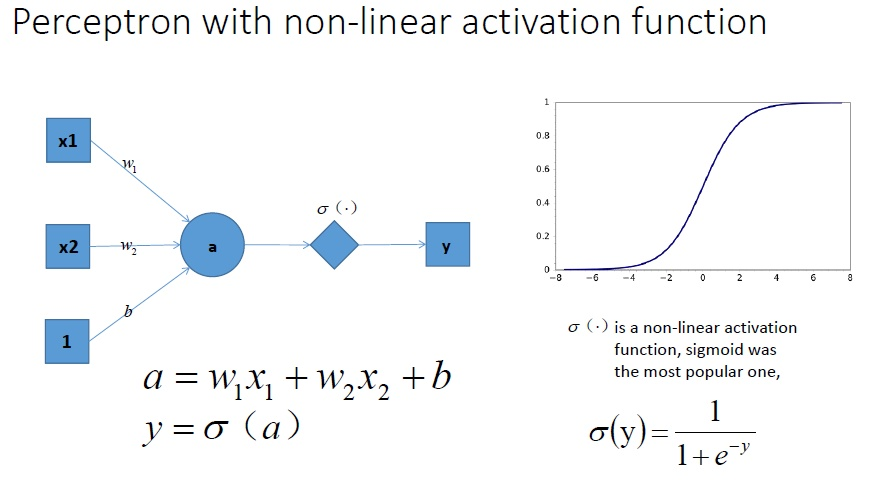 Perceptron with non-linear activation function
x1
w₁
x2
w₂
1
b
a
σ (·)
y
a = w₁x₁ + w₂x₂ + b
y = σ (a)
1
0.8
0.6
0.4
0.2
0
−8 −6 −4 −2 0 2 4 6 8
σ (·) is a non-linear activation
function, sigmoid was
the most popular one,
σ(y) = 1 / 1 + e⁻ʸ